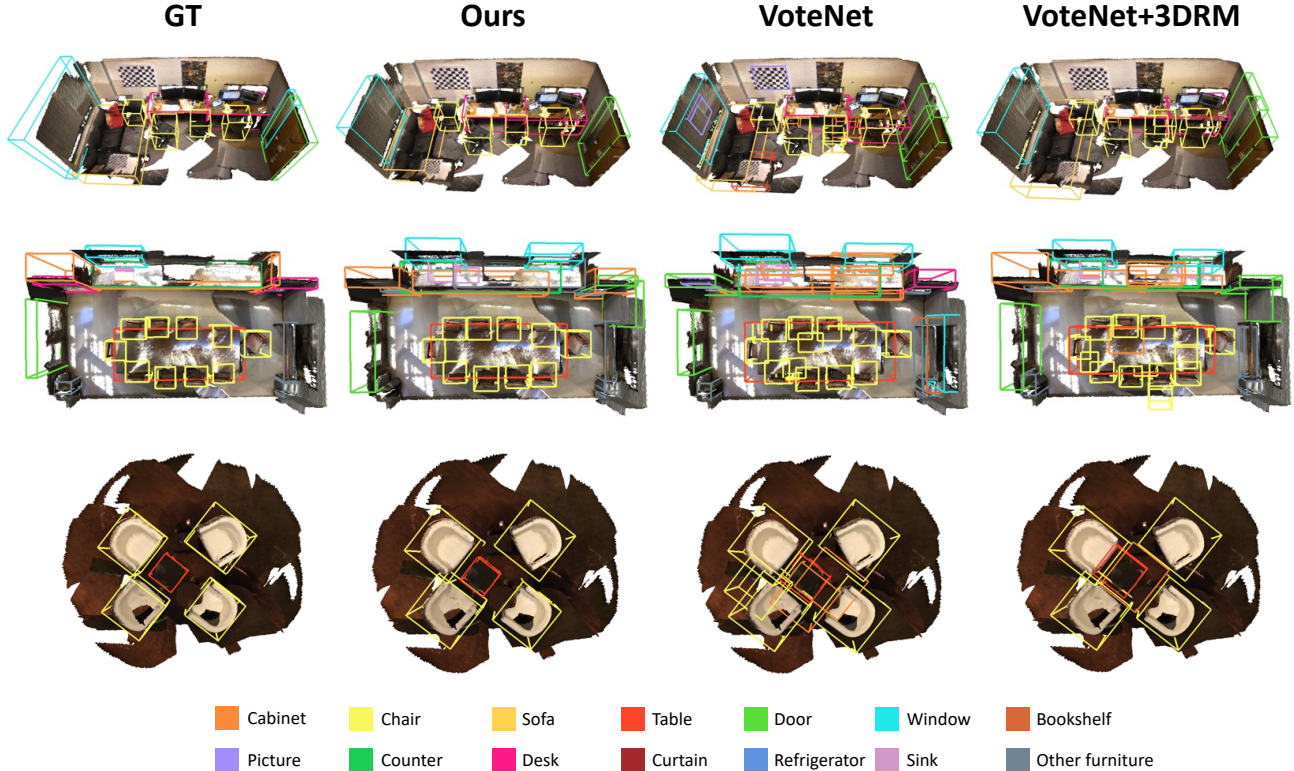 GT Ours VoteNet VoteNet+3DRM
Cabinet Chair Sofa Table Door Window Bookshelf
Picture Counter Desk Curtain Refrigerator Sink Other furniture